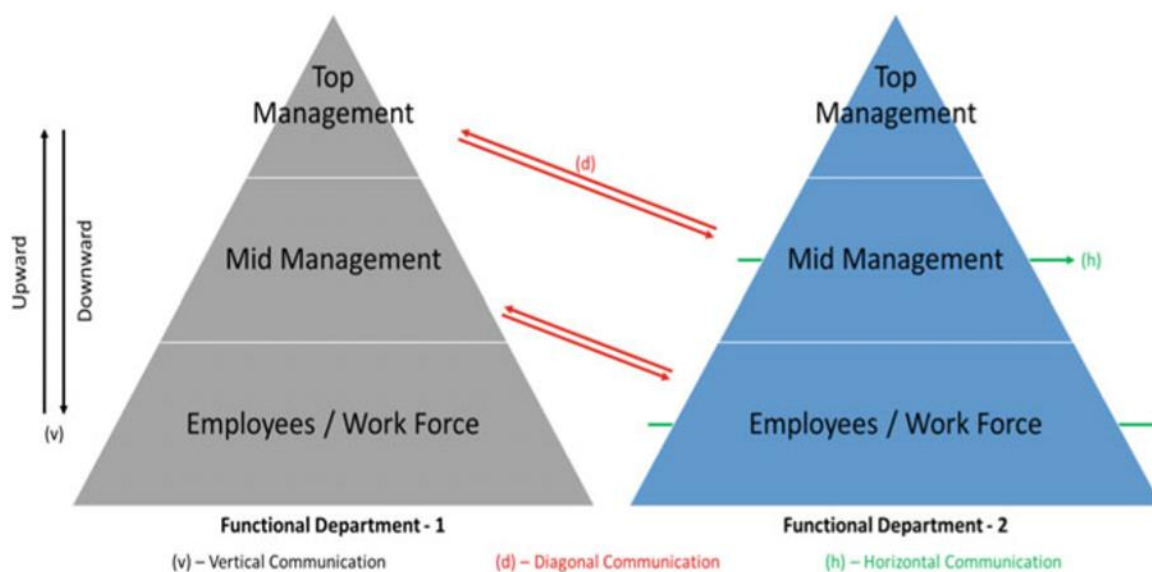 Top
Management
Top
Management
(d)
Mid Management
Mid Management
(h)
Upward
Downward
Employees / Work Force
Employees / Work Force
(v)
Functional Department - 1
Functional Department - 2
(v) – Vertical Communication
(d) – Diagonal Communication
(h) – Horizontal Communication